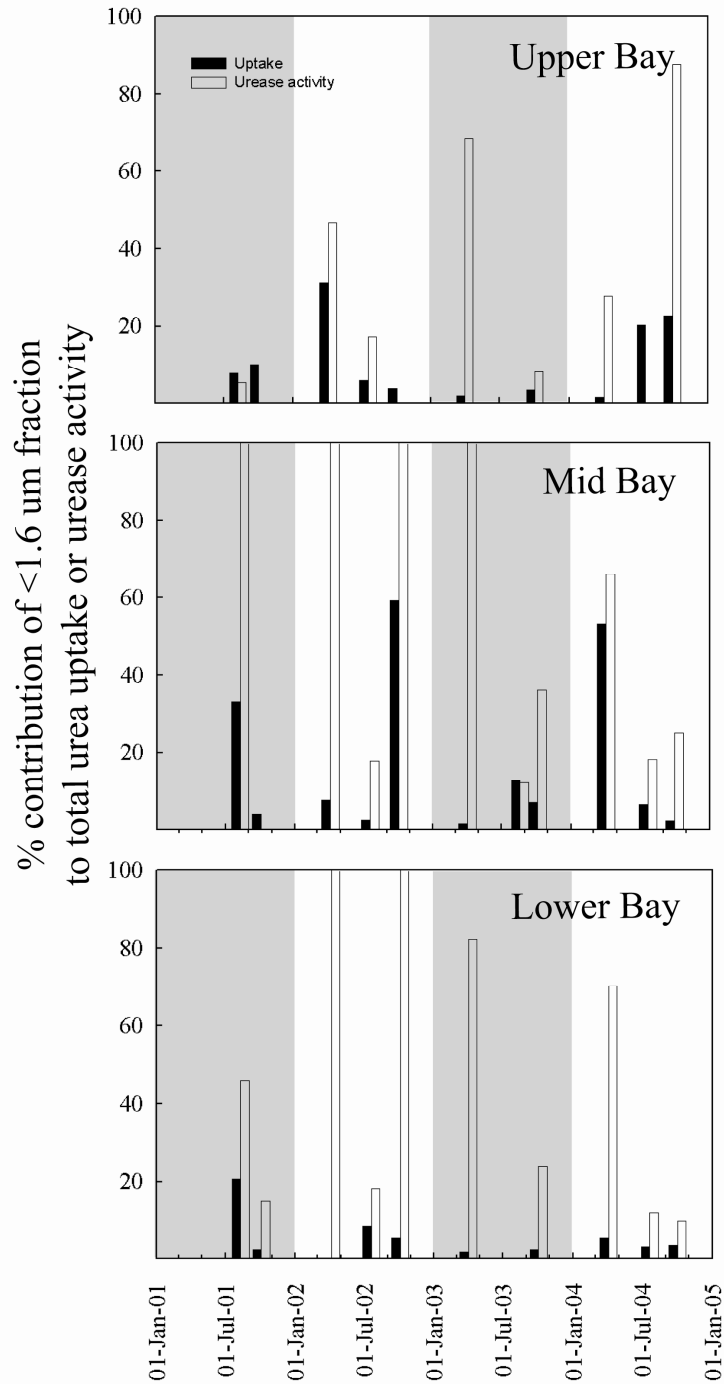 % contribution of <1.6 um fraction
to total urea uptake or urease activity
100
80
60
40
20
Upper Bay
Uptake
Urease activity
100
80
60
40
20
Mid Bay
100
80
60
40
20
Lower Bay
01-Jan-01
01-Jul-01
01-Jan-02
01-Jul-02
01-Jan-03
01-Jul-03
01-Jan-04
01-Jul-04
01-Jan-05